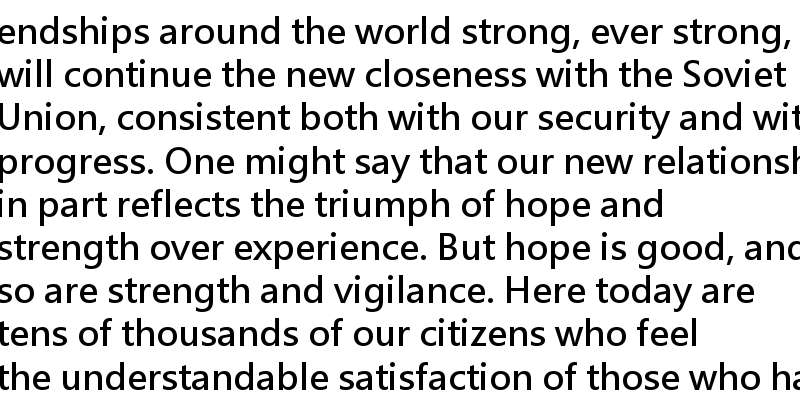 endships around the world strong, ever strong,
will continue the new closeness with the Soviet
Union, consistent both with our security and wit
progress. One might say that our new relationsh
in part reflects the triumph of hope and
strength over experience. But hope is good, and
so are strength and vigilance. Here today are
tens of thousands of our citizens who feel
the understandable satisfaction of those who ha